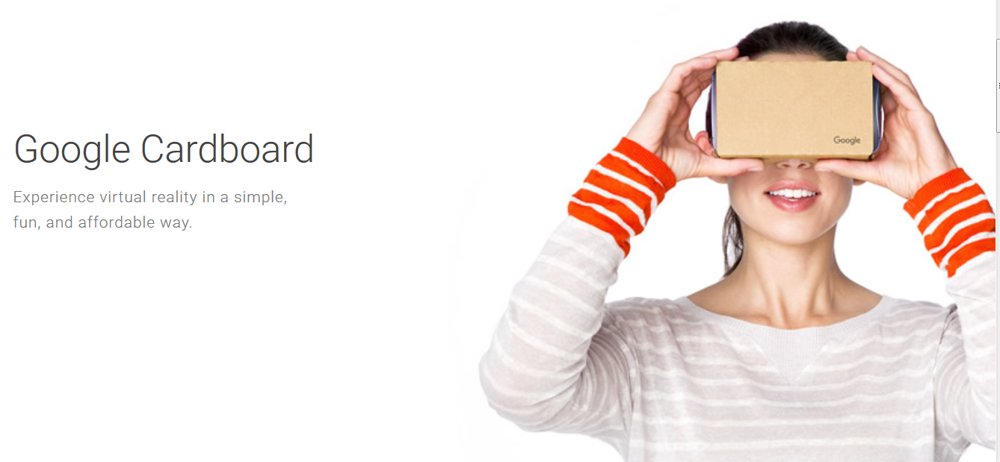 Google Cardboard
Experience virtual reality in a simple,
fun, and affordable way.
Google